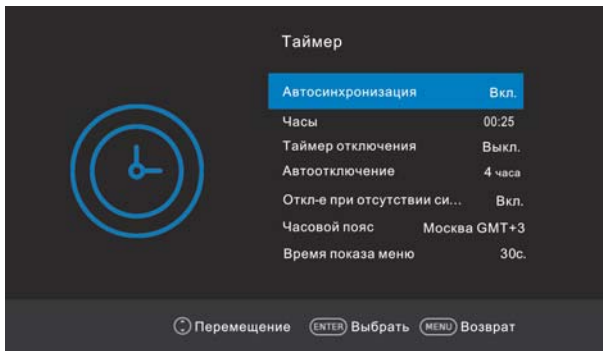 Таймер
Автосинхронизация Вкл.
Часы 00:25
Таймер отключения Выкл.
Автоотключение 4 часа
Откл-е при отсутствии си... Вкл.
Часовой пояс Москва GMT+3
Время показа меню 30с.
Перемещение ENTER Выбрать MENU Возврат